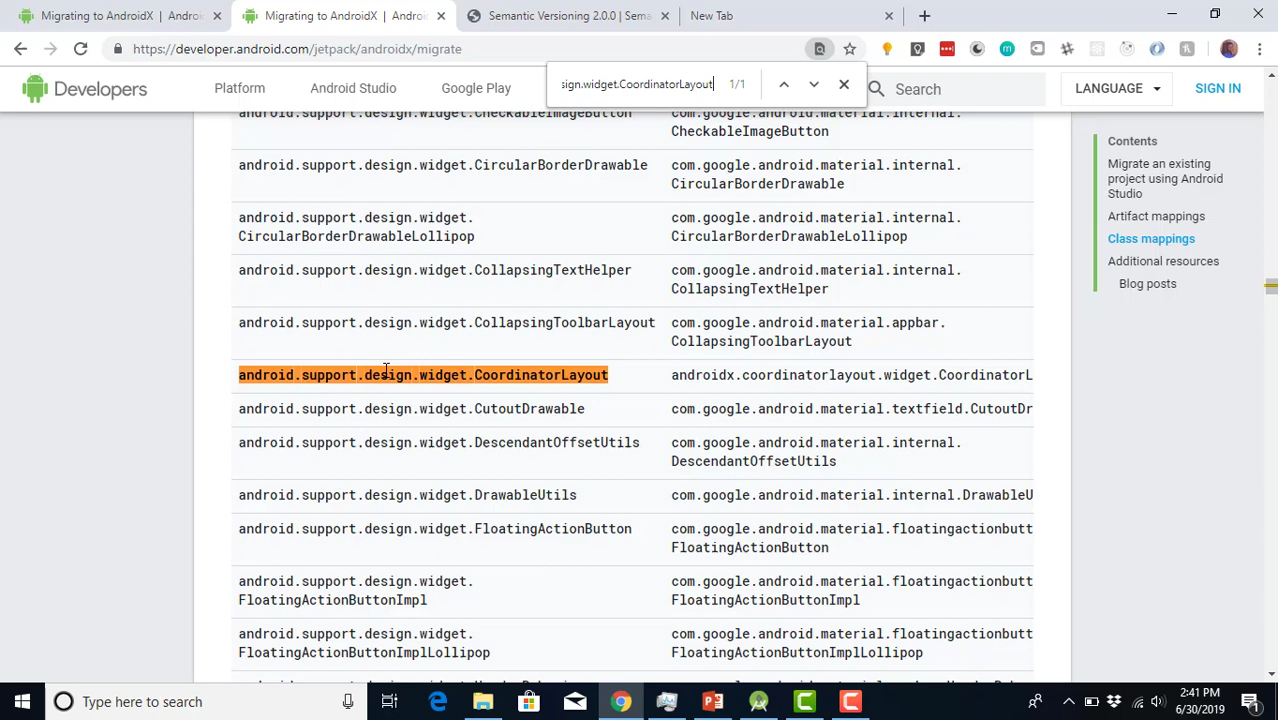 Migrating to AndroidX | Androi
Migrating to AndroidX | Androi
Semantic Versioning 2.0.0 | Sema
New Tab
https://developer.android.com/jetpack/androidx/migrate
sign.widget.CoordinatorLayout 1/1
Developers
Platform
Android Studio
Google Play
Search
LANGUAGE
SIGN IN
android.support.design.widget.CheckableImageButton
com.google.android.material.internal.
CheckableImageButton
android.support.design.widget.CircularBorderDrawable
com.google.android.material.internal.
CircularBorderDrawable
android.support.design.widget.
CircularBorderDrawableLollipop
com.google.android.material.internal.
CircularBorderDrawableLollipop
android.support.design.widget.CollapsingTextHelper
com.google.android.material.internal.
CollapsingTextHelper
android.support.design.widget.CollapsingToolbarLayout
com.google.android.material.appbar.
CollapsingToolbarLayout
android.support.design.widget.CoordinatorLayout
androidx.coordinatorlayout.widget.CoordinatorL
android.support.design.widget.CutoutDrawable
com.google.android.material.textfield.CutoutDr
android.support.design.widget.DescendantOffsetUtils
com.google.android.material.internal.
DescendantOffsetUtils
android.support.design.widget.DrawableUtils
com.google.android.material.internal.DrawableU
android.support.design.widget.FloatingActionButton
com.google.android.material.floatingactionbutt
FloatingActionButton
android.support.design.widget.
FloatingActionButtonImpl
com.google.android.material.floatingactionbutt
FloatingActionButtonImpl
android.support.design.widget.
FloatingActionButtonImplLollipop
com.google.android.material.floatingactionbutt
FloatingActionButtonImplLollipop
Contents
Migrate an existing
project using Android
Studio
Artifact mappings
Class mappings
Additional resources
Blog posts
Type here to search
2:41 PM
6/30/2019